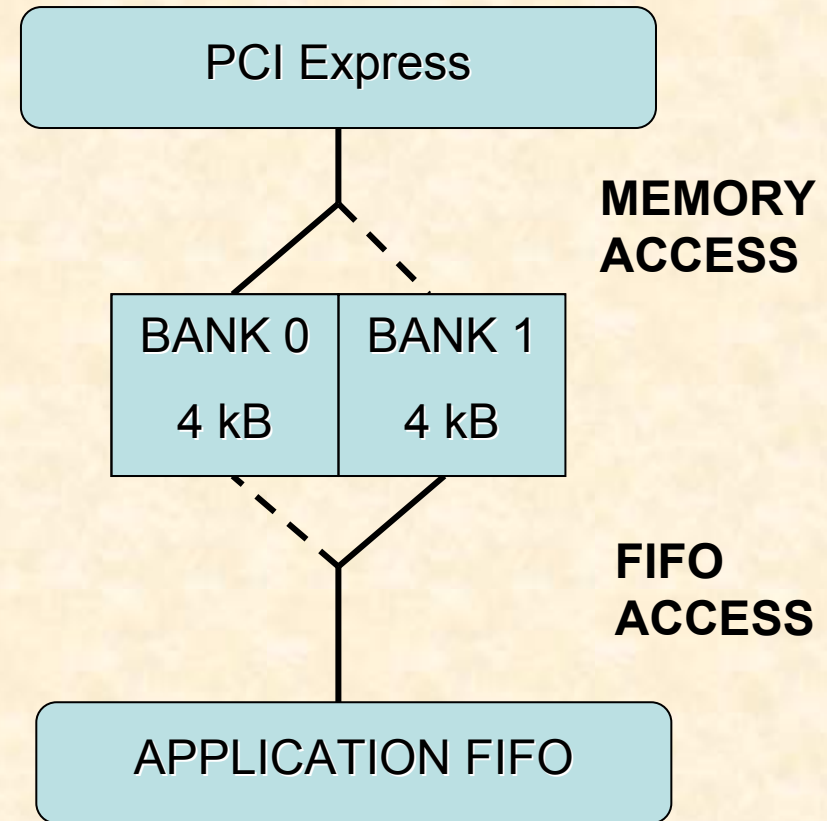 PCI Express
MEMORY
ACCESS
BANK 0
BANK 1
4 kB
4 kB
FIFO
ACCESS
APPLICATION FIFO